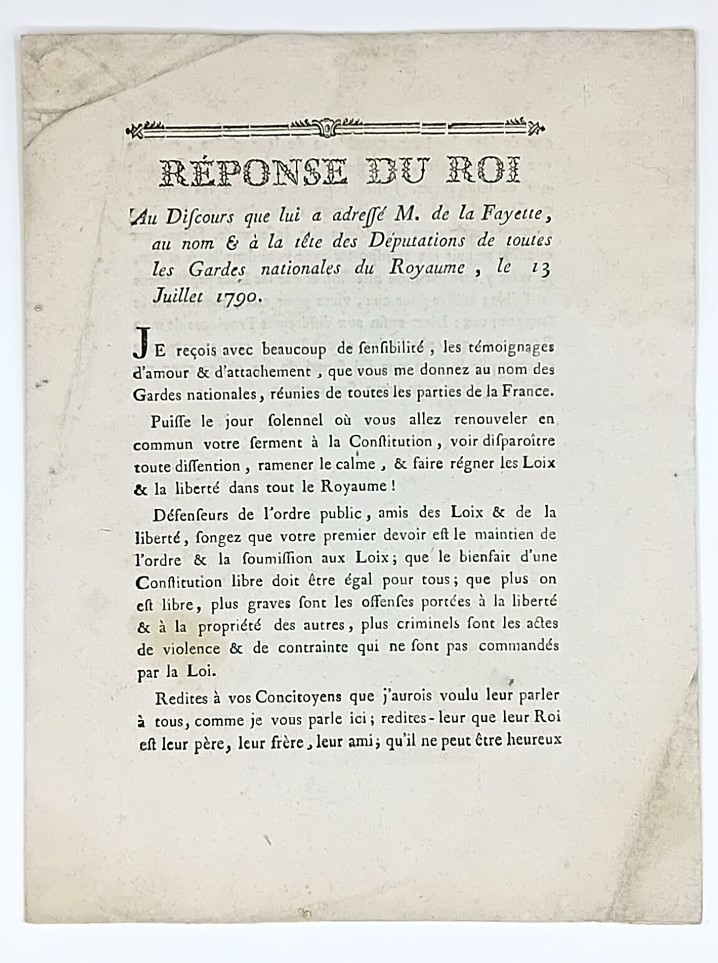 RÉPONSE DU ROI
Au Diſcours que lui a adreſſé M. de la Fayette,
au nom & à la tête des Députations de toutes
les Gardes nationales du Royaume, le 13
Juillet 1790.
JE reçois avec beaucoup de ſenſibilité, les témoignages
d'amour & d'attachement, que vous me donnez au nom des
Gardes nationales, réunies de toutes les parties de la France.
Puiſſe le jour ſolennel où vous allez renouveler en
commun votre ſerment à la Conſtitution, voir diſparoître
toute diſſention, ramener le calme, & faire régner les Loix
& la liberté dans tout le Royaume!
Défenſeurs de l'ordre public, amis des Loix & de la
liberté, ſongez que votre premier devoir eſt le maintien de
l'ordre & la ſoumiſſion aux Loix; que le bienfait d'une
Conſtitution libre doit être égal pour tous; que plus on
eſt libre, plus graves ſont les offenſes portées à la liberté
& à la propriété des autres, plus criminels ſont les actes
de violence & de contrainte qui ne ſont pas commandés
par la Loi.
Redites à vos Concitoyens que j'aurois voulu leur parler
à tous, comme je vous parle ici; redites-leur que leur Roi
eſt leur père, leur frère, leur ami; qu'il ne peut être heureux